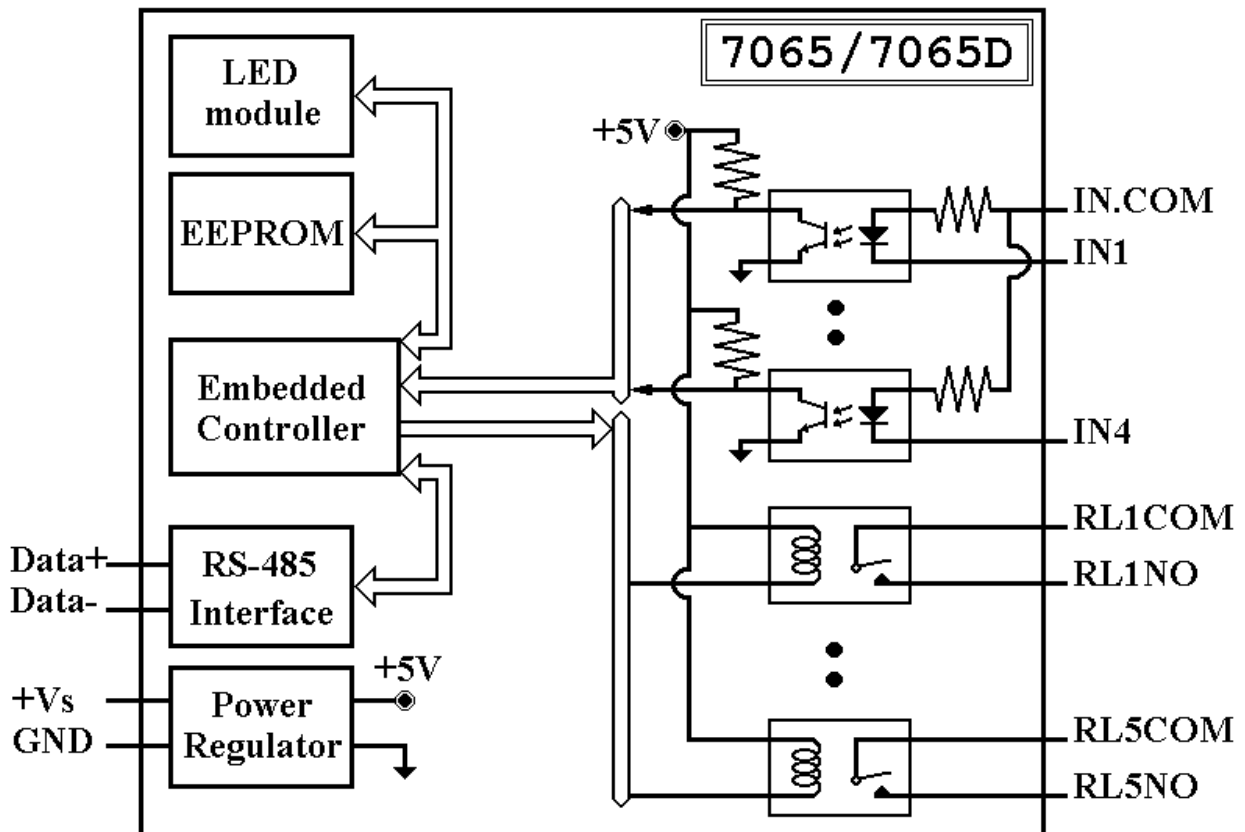 7065/7065D
LED
module
EEPROM
Embedded
Controller
RS-485
Interface
Power
Regulator
Data+
Data-
+Vs
GND
+5V
+5V
IN.COM
IN1
IN4
RL1COM
RL1NO
RL5COM
RL5NO